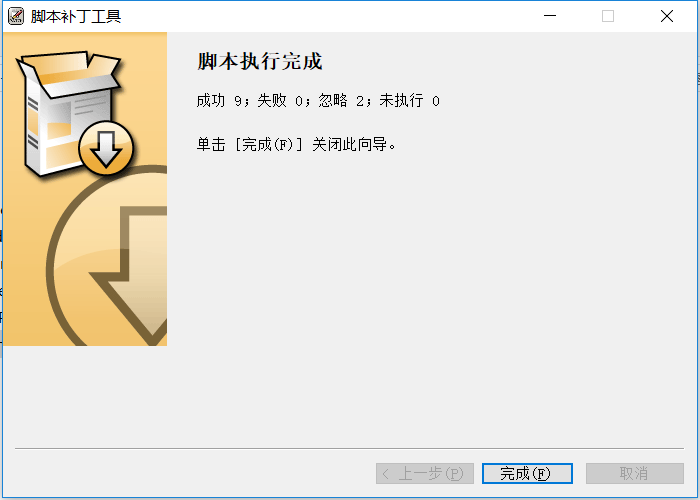 脚本补丁工具
脚本执行完成
成功 9；失败 0；忽略 2；未执行 0
单击 [完成(F)] 关闭此向导。
< 上一步(P)
完成(F)
取消